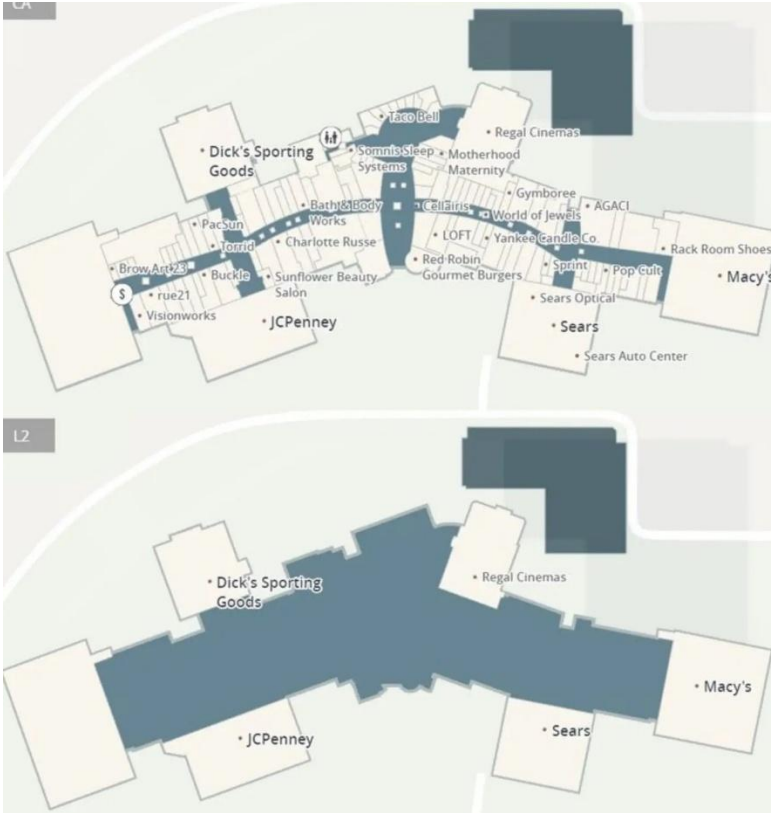 Taco Bell
Regal Cinemas
Dick's Sporting
Goods
Somnis Sleep
Systems
Motherhood
Maternity
Gymboree
AGACI
Bath & Body
Works
Cellairis
World of Jewels
PacSun
Torrid
Charlotte Russe
LOFT
Yankee Candle Co.
Rack Room Shoes
Brow Art 23
Buckle
Sunflower Beauty
Salon
Red Robin
Gourmet Burgers
Sprint
Pop Cult
Macy's
$
rue21
Visionworks
JCPenney
Sears Optical
Sears
Sears Auto Center
L2
Dick's Sporting
Goods
Regal Cinemas
Macy's
JCPenney
Sears